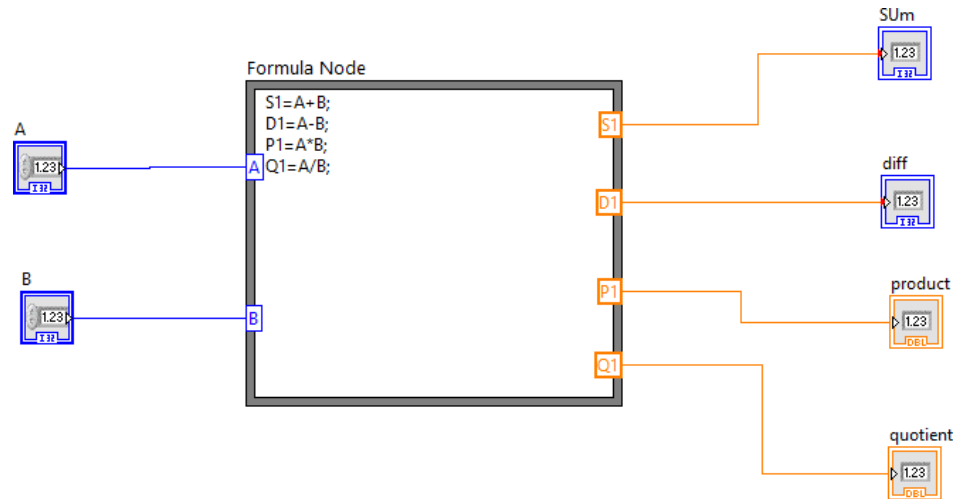 SUm
1.23
I32
Formula Node
S1=A+B;
D1=A-B;
P1=A*B;
Q1=A/B;
S1
A
1.23
I32
A
diff
1.23
I32
D1
B
1.23
I32
B
P1
product
1.23
DBL
Q1
quotient
1.23
DBL